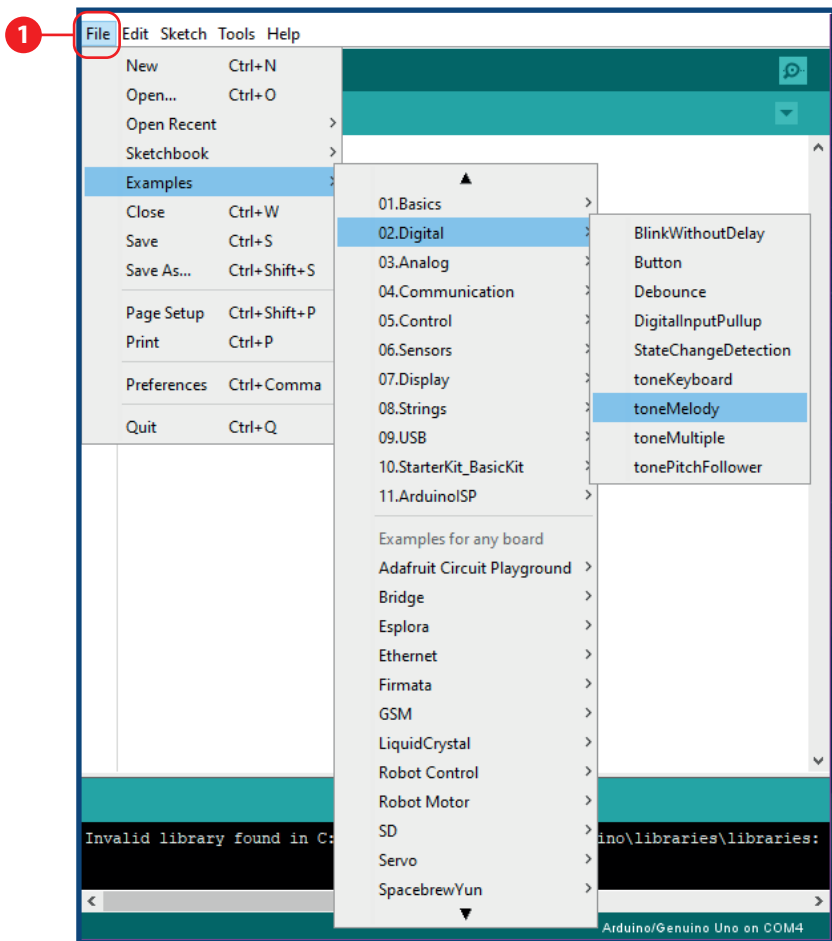 1
File Edit Sketch Tools Help
New Ctrl+N
Open... Ctrl+O
Open Recent
Sketchbook
Examples
Close Ctrl+W
Save Ctrl+S
Save As... Ctrl+Shift+S
Page Setup Ctrl+Shift+P
Print Ctrl+P
Preferences Ctrl+Comma
Quit Ctrl+Q
01.Basics
02.Digital
03.Analog
04.Communication
05.Control
06.Sensors
07.Display
08.Strings
09.USB
10.StarterKit_BasicKit
11.ArduinoISP
Examples for any board
Adafruit Circuit Playground
Bridge
Esplora
Ethernet
Firmata
GSM
LiquidCrystal
Robot Control
Robot Motor
SD
Servo
SpacebrewYun
BlinkWithoutDelay
Button
Debounce
DigitalInputPullup
StateChangeDetection
toneKeyboard
toneMelody
toneMultiple
tonePitchFollower
Invalid library found in C: ino\libraries\libraries:
Arduino/Genuino Uno on COM4